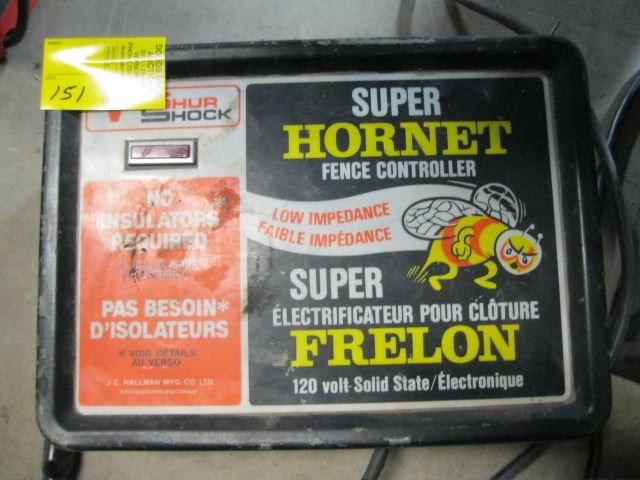 151
SHUR
SHOCK
NO
INSULATORS*
REQUIRED
PAS BESOIN*
D'ISOLATEURS
* VOIR DÉTAILS
AU VERSO
J.C. HALLMAN MFG. CO. LTD.
SUPER
HORNET
FENCE CONTROLLER
LOW IMPEDANCE
FAIBLE IMPÉDANCE
SUPER
ÉLECTRIFICATEUR POUR CLÔTURE
FRELON
120 volt Solid State/Électronique